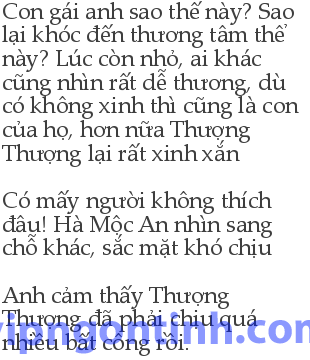 Con gái anh sao thế này? Sao
lại khóc đến thương tâm thế
này? Lúc còn nhỏ, ai khác
cũng nhìn rất dễ thương, dù
có không xinh thì cũng là con
của họ, hơn nữa Thượng
Thượng lại rất xinh xắn
Có mấy người không thích
đâu! Hà Mộc An nhìn sang
chỗ khác, sắc mặt khó chịu
Anh cảm thấy Thượng
Thượng đã phải chịu quá
nhiều bất công rồi.
vipngontinh.com